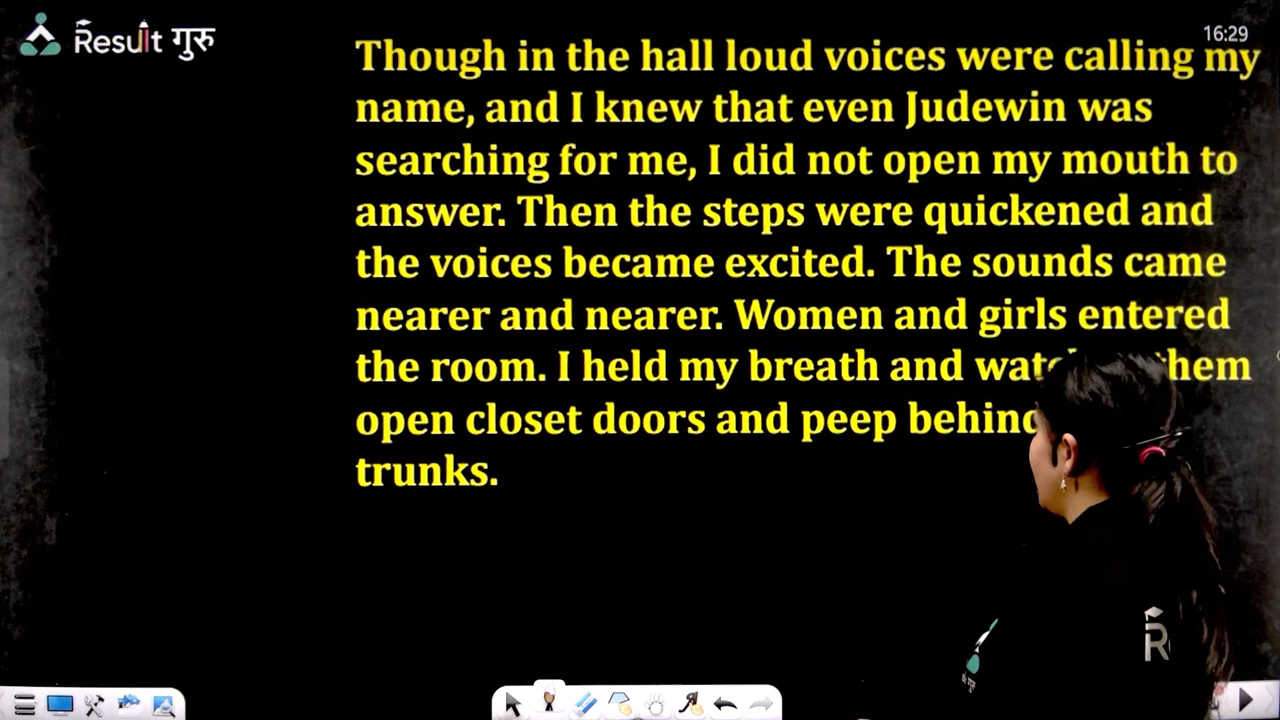 Result गुरु
16:29
Though in the hall loud voices were calling my
name, and I knew that even Judewin was
searching for me, I did not open my mouth to
answer. Then the steps were quickened and
the voices became excited. The sounds came
nearer and nearer. Women and girls entered
the room. I held my breath and them
open closet doors and peep behind
trunks.
R